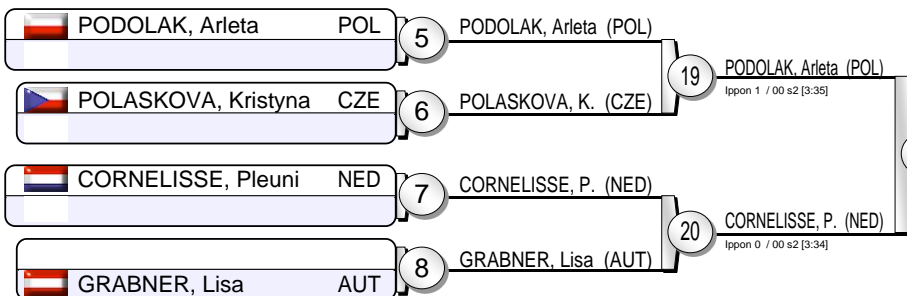 PODOLAK, Arleta POL
5
PODOLAK, Arleta (POL)
19
PODOLAK, Arleta (POL)
Ippon 1 / 00 s2 [3:35]
POLASKOVA, Kristyna CZE
6
POLASKOVA, K. (CZE)
CORNELISSE, Pleuni NED
7
CORNELISSE, P. (NED)
20
CORNELISSE, P. (NED)
Ippon 0 / 00 s2 [3:34]
GRABNER, Lisa AUT
8
GRABNER, Lisa (AUT)